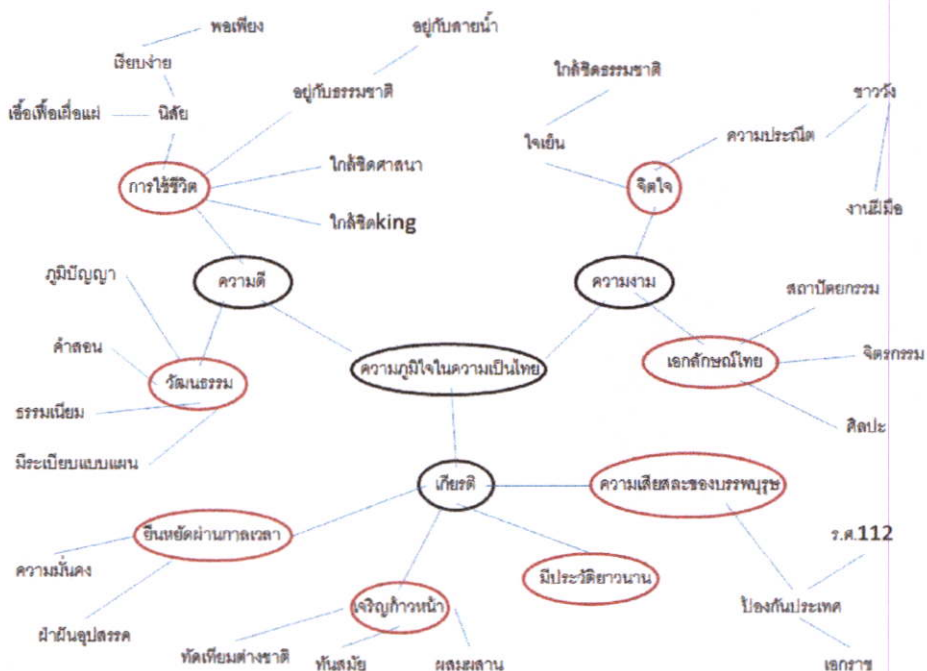 พอเพียง
อยู่กับสายน้ำ
เรียบง่าย
ใกล้ชิดธรรมชาติ
อยู่กับธรรมชาติ
ชาววัง
เอื้อเฟื้อเผื่อแผ่
นิสัย
ใจเย็น
ความประณีต
ใกล้ชิดศาสนา
การใช้ชีวิต
จิตใจ
ใกล้ชิดking
งานฝีมือ
ภูมิปัญญา
ความดี
ความงาม
สถาปัตยกรรม
คำสอน
วัฒนธรรม
ความภูมิใจในความเป็นไทย
เอกลักษณ์ไทย
จิตรกรรม
ธรรมเนียม
ศิลปะ
มีระเบียบแบบแผน
เกียรติ
ความเสียสละของบรรพบุรุษ
ยืนหยัดผ่านกาลเวลา
ร.ศ.112
ความมั่นคง
มีประวัติยาวนาน
เจริญก้าวหน้า
ป้องกันประเทศ
ฝ่าฝันอุปสรรค
ทัดเทียมต่างชาติ
ทันสมัย
ผสมผสาน
เอกราช